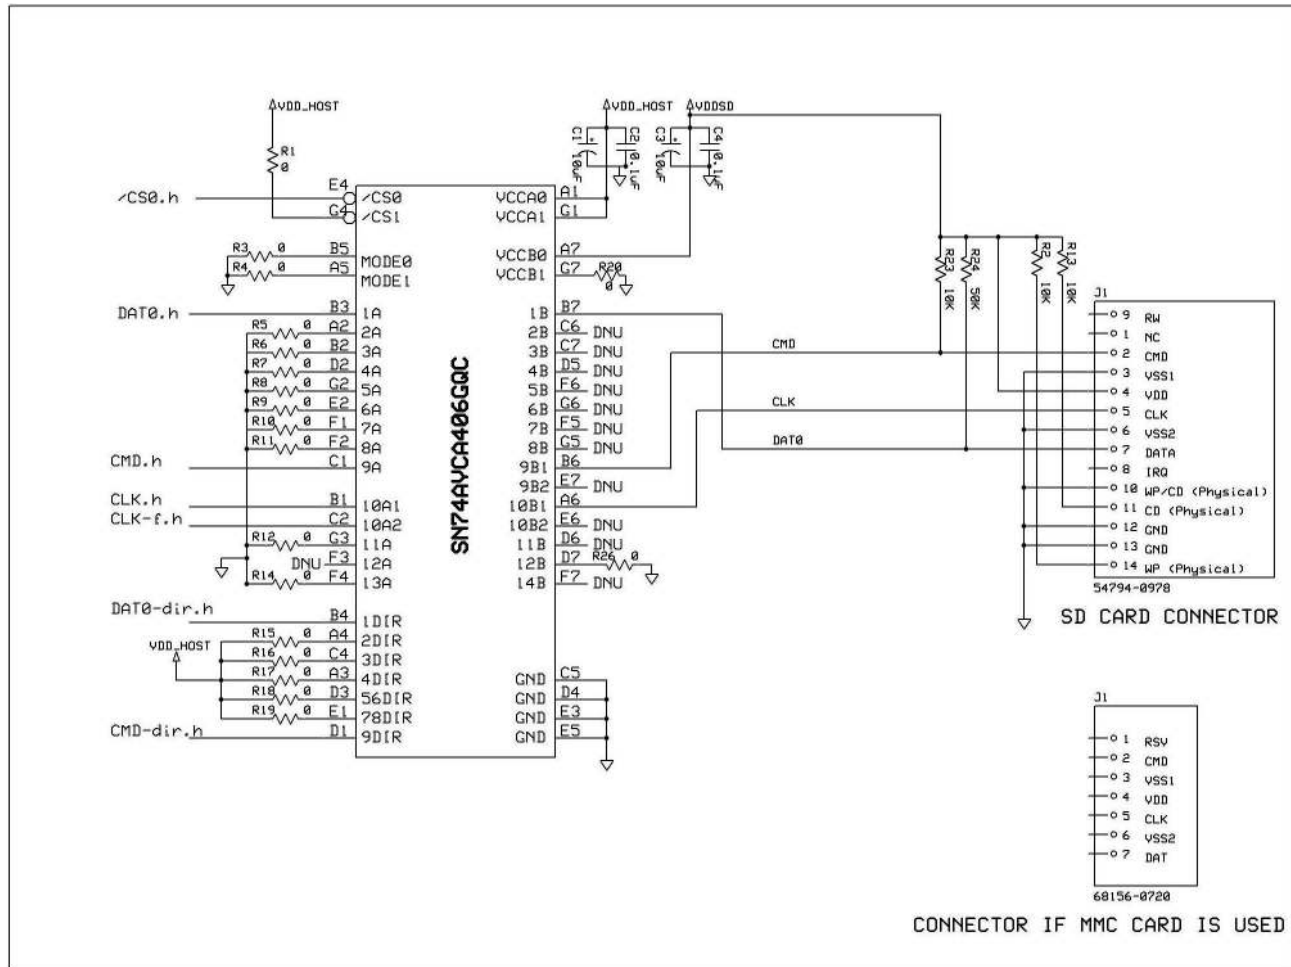 VDD_HOST
R1
0
VDD_HOST
VDDSD
C1 10uF
C2 0.1uF
C3 10uF
C4 0.1uF
/CS0.h E4 /CS0
G4 /CS1
R3 0 B5 MODE0
R4 0 A5 MODE1
DAT0.h B3 1A
R5 0 A2 2A
R6 0 B2 3A
R7 0 D2 4A
R8 0 G2 5A
R9 0 E2 6A
R10 0 F1 7A
R11 0 F2 8A
CMD.h C1 9A
CLK.h B1 10A1
CLK-f.h C2 10A2
R12 0 G3 11A
DNU F3 12A
R14 0 F4 13A
DAT0-dir.h B4 1DIR
VDD_HOST
R15 0 A4 2DIR
R16 0 C4 3DIR
R17 0 A3 4DIR
R18 0 D3 56DIR
R19 0 E1 78DIR
CMD-dir.h D1 9DIR
SN74AVCA406GQC
VCCA0 A1
VCCA1 G1
VCCB0 A7
VCCB1 G7 R20 0
1B B7
2B C6 DNU
3B C7 DNU
4B D5 DNU
5B F6 DNU
6B G6 DNU
7B F5 DNU
8B G5 DNU
9B1 B6
9B2 E7 DNU
10B1 A6
10B2 E6 DNU
11B D6 DNU
12B D7 R26 0
14B F7 DNU
GND C5
GND D4
GND E3
GND E5
CMD
CLK
DAT0
R23 10K
R24 50K
R2 10K
R13 10K
J1
9 RW
1 NC
2 CMD
3 VSS1
4 VDD
5 CLK
6 VSS2
7 DATA
8 IRQ
10 WP/CD (Physical)
11 CD (Physical)
12 GND
13 GND
14 WP (Physical)
54794-0978
SD CARD CONNECTOR
J1
1 RSV
2 CMD
3 VSS1
4 VDD
5 CLK
6 VSS2
7 DAT
68156-0720
CONNECTOR IF MMC CARD IS USED